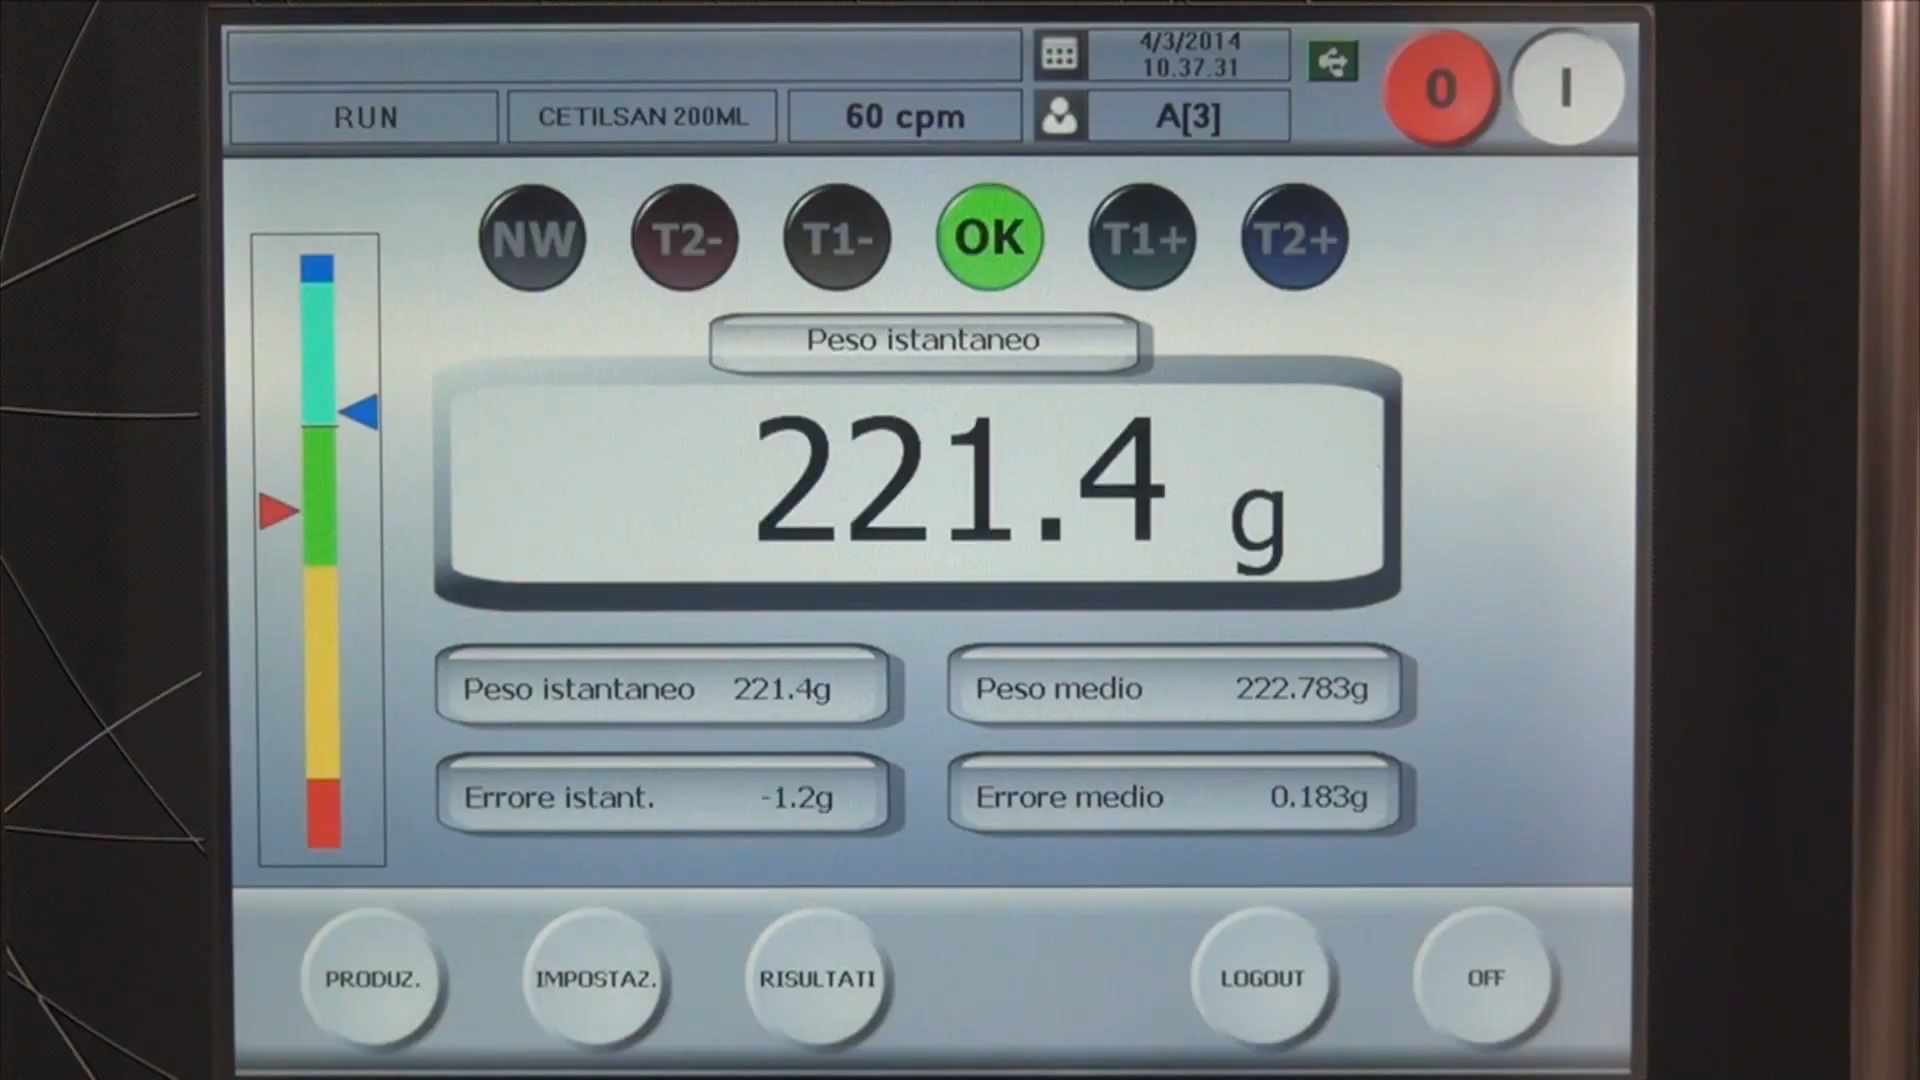 4/3/2014
10.37.31
0
I
RUN
CETILSAN 200ML
60 cpm
A[3]
NW
T2-
T1-
OK
T1+
T2+
Peso istantaneo
221.4 g
Peso istantaneo 221.4g
Peso medio 222.783g
Errore istant. -1.2g
Errore medio 0.183g
PRODUZ.
IMPOSTAZ.
RISULTATI
LOGOUT
OFF